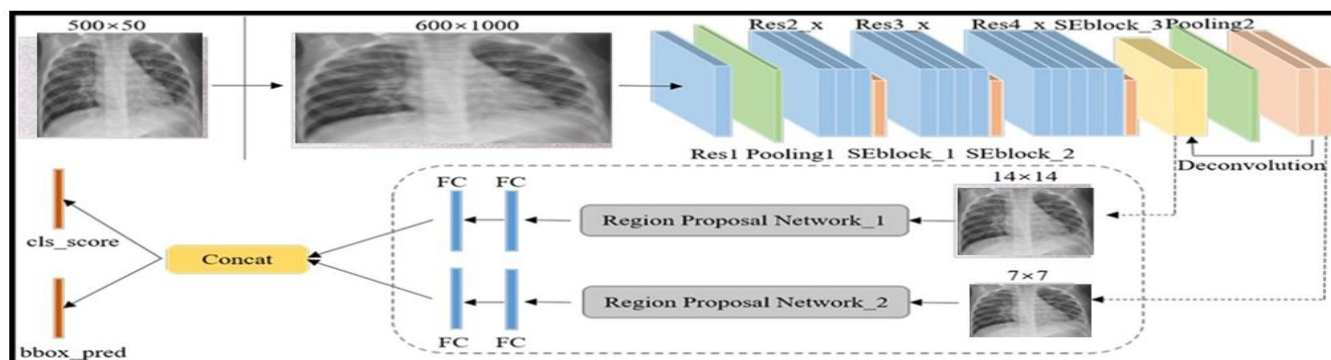 500×50
600×1000
Res2_x Res3_x Res4_x SEblock_3 Pooling2
Res1 Pooling1 SEblock_1 SEblock_2
Deconvolution
FC FC
14×14
Region Proposal Network_1
cls_score
Concat
7×7
Region Proposal Network_2
FC FC
bbox_pred